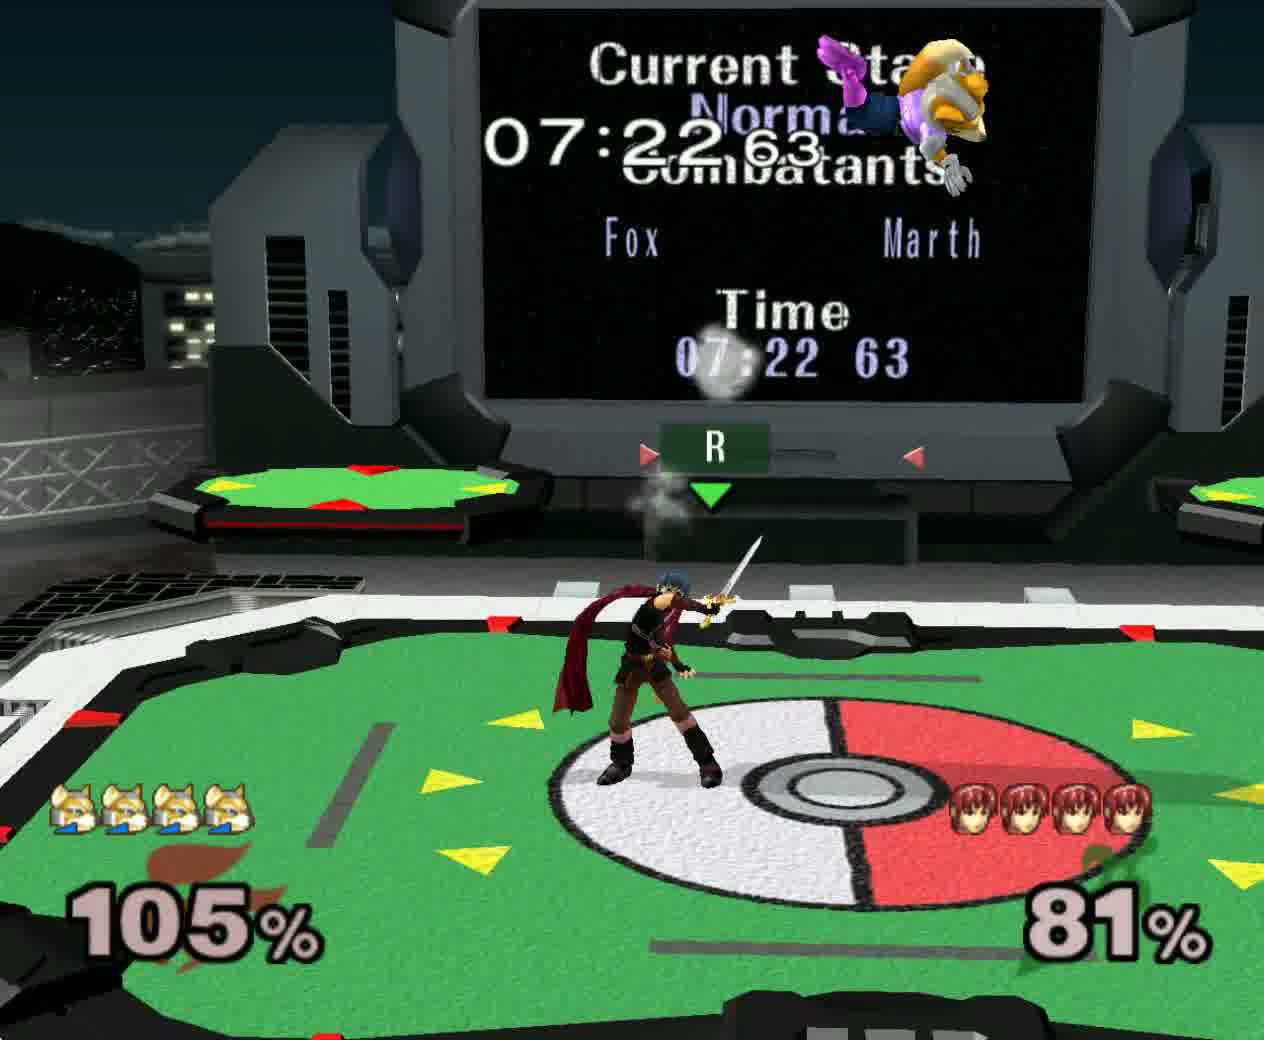 Current Sta
Norma
07:22 63
Combatants
Fox Marth
Time
07:22 63
R
105%
81%